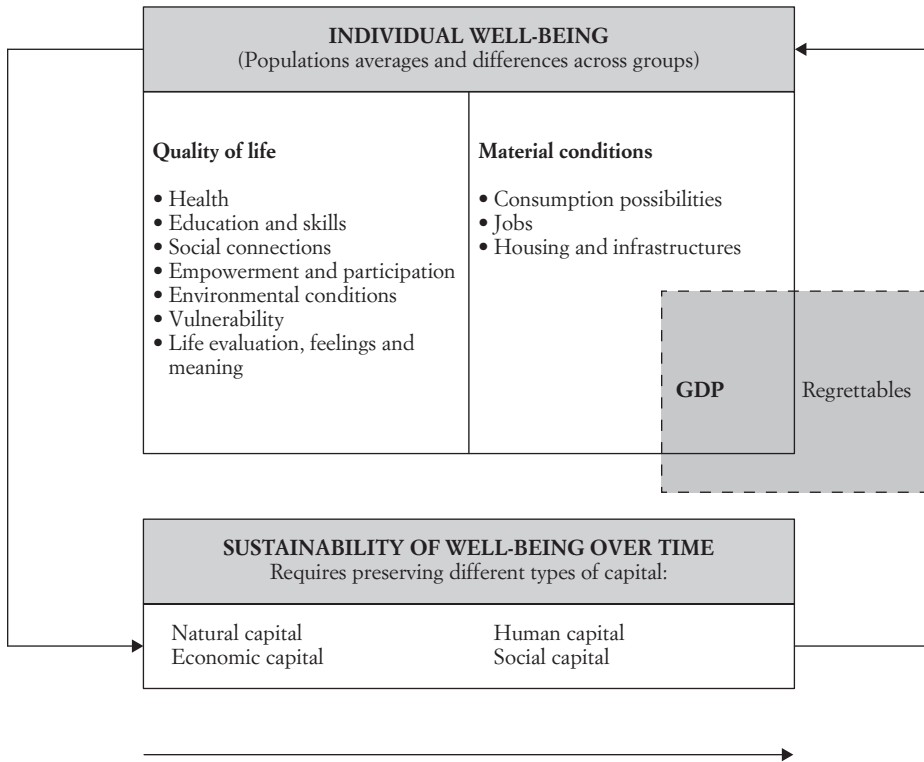 INDIVIDUAL WELL-BEING
(Populations averages and differences across groups)
Quality of life
• Health
• Education and skills
• Social connections
• Empowerment and participation
• Environmental conditions
• Vulnerability
• Life evaluation, feelings and
meaning
Material conditions
• Consumption possibilities
• Jobs
• Housing and infrastructures
GDP
Regrettables
SUSTAINABILITY OF WELL-BEING OVER TIME
Requires preserving different types of capital:
Natural capital
Economic capital
Human capital
Social capital